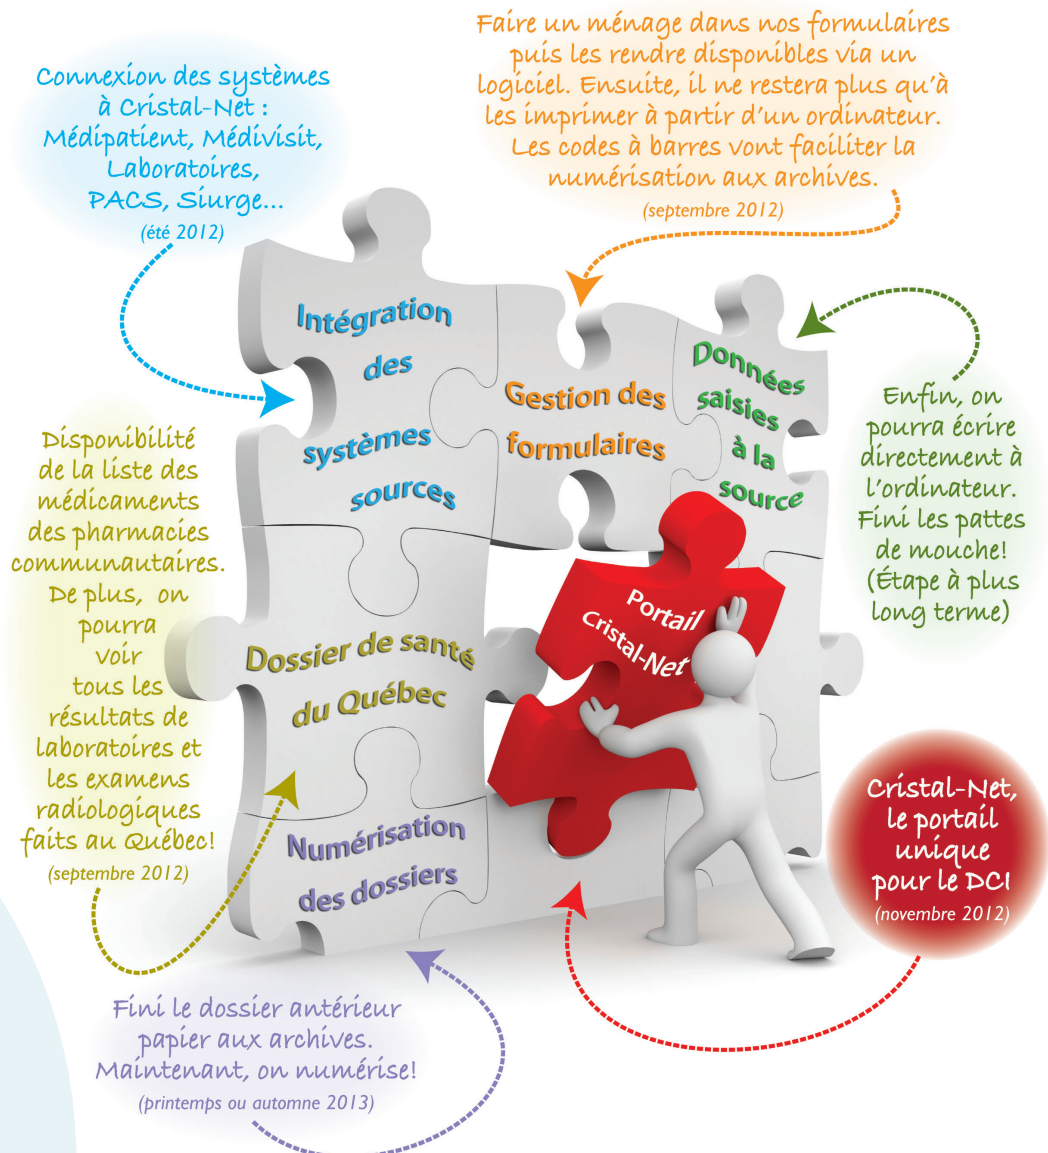 Faire un ménage dans nos formulaires
puis les rendre disponibles via un
logiciel. Ensuite, il ne restera plus qu'à
les imprimer à partir d'un ordinateur.
Les codes à barres vont faciliter la
numérisation aux archives.
(septembre 2012)
Connexion des systèmes
à Cristal-Net :
Médipatient, Médivisit,
Laboratoires,
PACS, Siurge...
(été 2012)
Intégration
des
systèmes
sources
Gestion des
formulaires
Données
saisies
à la
source
Enfin, on
pourra écrire
directement à
l'ordinateur.
Fini les pattes
de mouche!
(Étape à plus
long terme)
Disponibilité
de la liste des
médicaments
des pharmacies
communautaires.
De plus, on
pourra
voir
tous les
résultats de
laboratoires et
les examens
radiologiques
faits au Québec!
(septembre 2012)
Dossier de santé
du Québec
Portail
Cristal-Net
Numérisation
des dossiers
Cristal-Net,
le portail
unique
pour le DCI
(novembre 2012)
Fini le dossier antérieur
papier aux archives.
Maintenant, on numérise!
(printemps ou automne 2013)